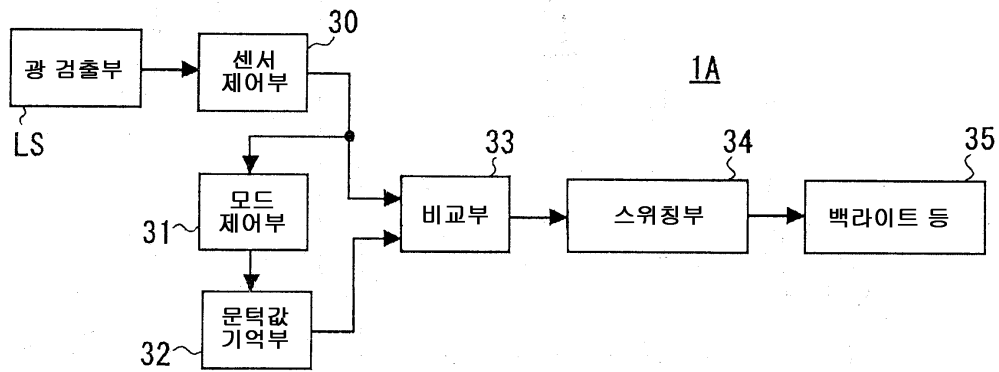 광 검출부
LS
센서
제어부
30
1A
모드
제어부
31
문턱값
기억부
32
비교부
33
스위칭부
34
백라이트 등
35